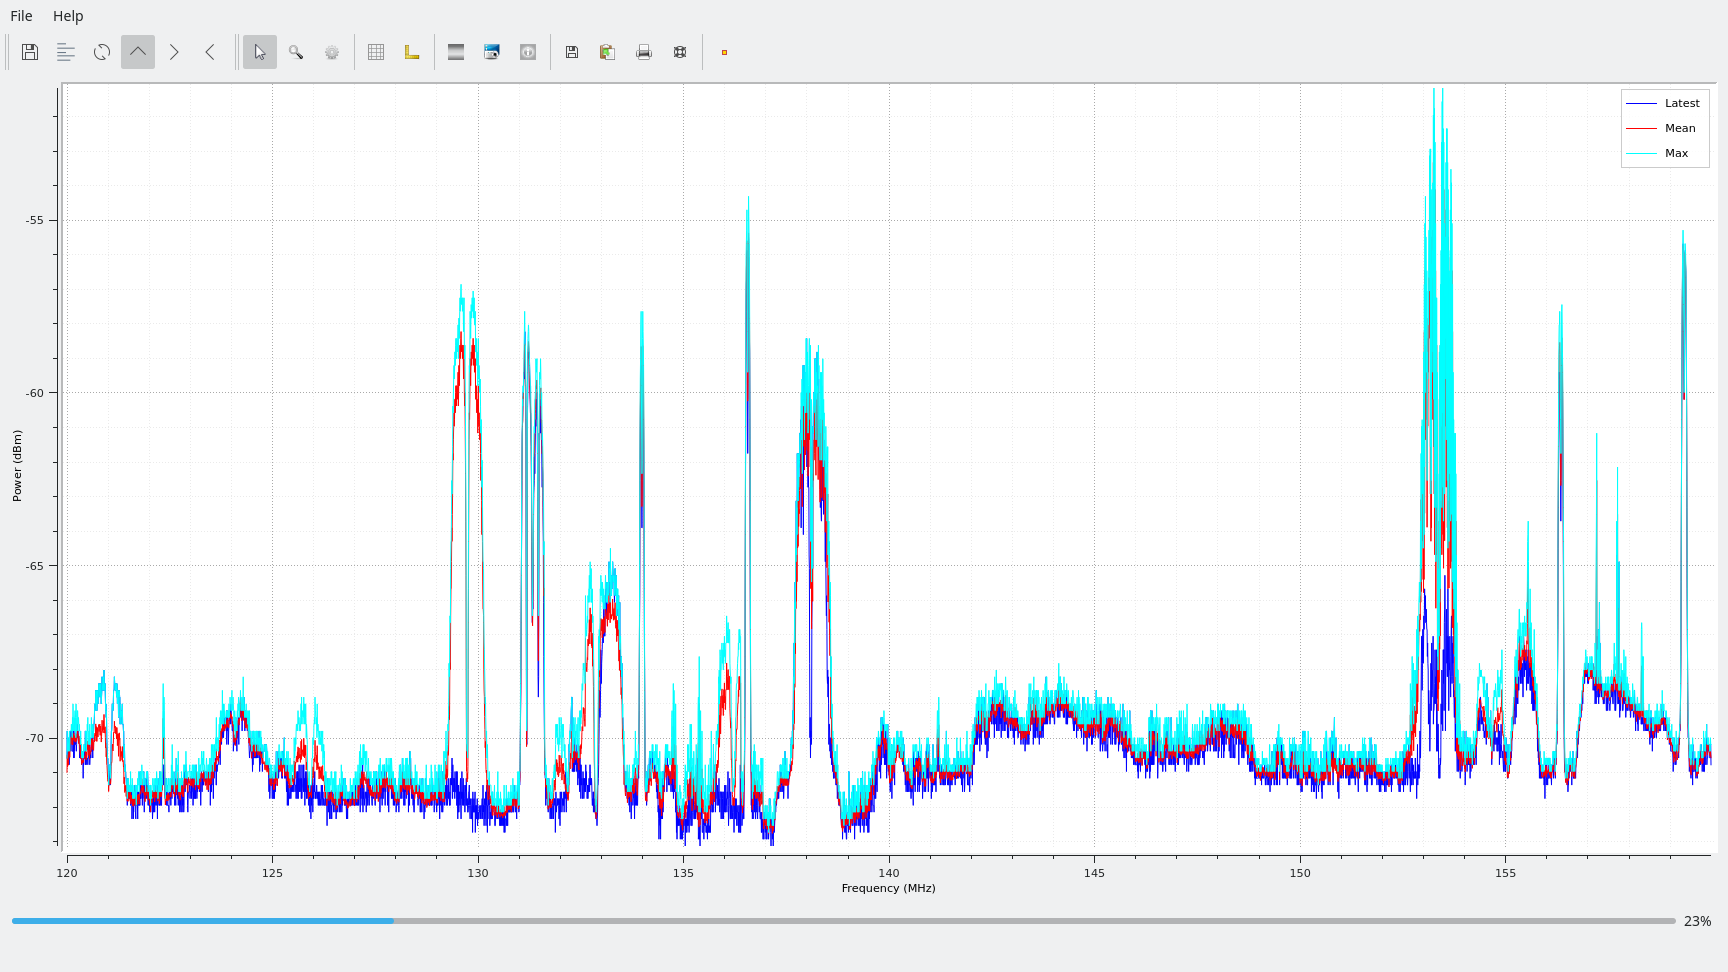 File Help
Latest
Mean
Max
-55
-60
-65
-70
Power (dBm)
120 125 130 135 140 145 150 155
Frequency (MHz)
23%